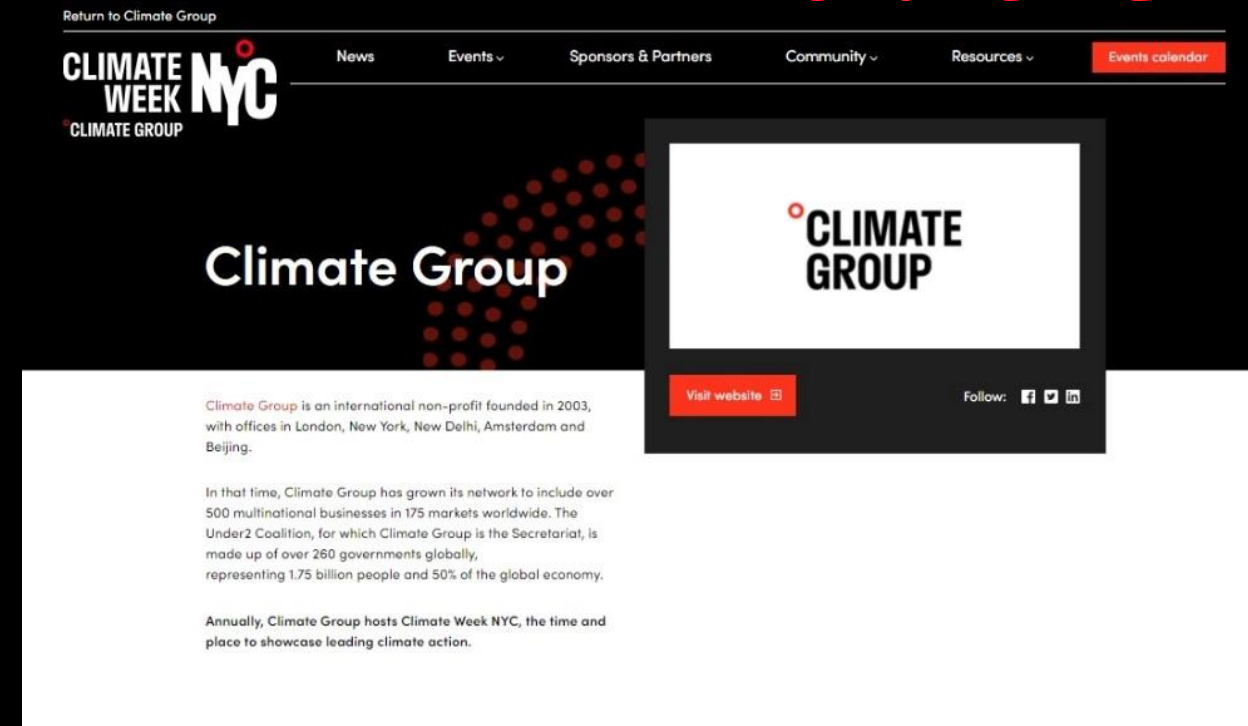 Return to Climate Group
CLIMATE WEEK NYC
°CLIMATE GROUP
News
Events
Sponsors & Partners
Community
Resources
Events calendar
Climate Group
°CLIMATE
GROUP
Visit website
Follow:
Climate Group is an international non-profit founded in 2003,
with offices in London, New York, New Delhi, Amsterdam and
Beijing.
In that time, Climate Group has grown its network to include over
500 multinational businesses in 175 markets worldwide. The
Under2 Coalition, for which Climate Group is the Secretariat, is
made up of over 260 governments globally,
representing 1.75 billion people and 50% of the global economy.
Annually, Climate Group hosts Climate Week NYC, the time and
place to showcase leading climate action.